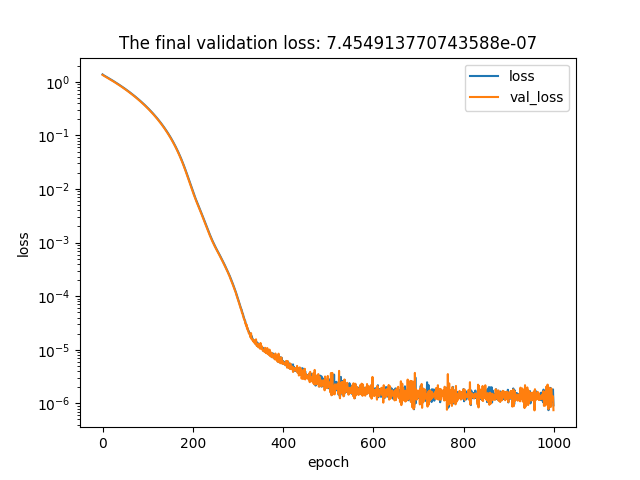 The final validation loss: 7.454913770743588e-07
loss
val_loss
10⁰
10⁻¹
10⁻²
10⁻³
10⁻⁴
10⁻⁵
10⁻⁶
loss
0 200 400 600 800 1000
epoch